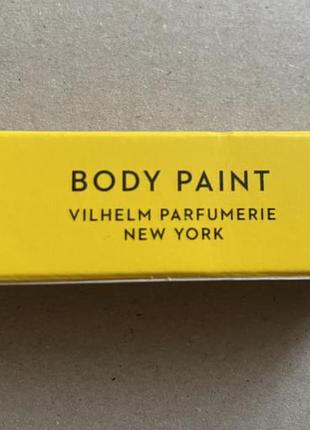 BODY PAINT
VILHELM PARFUMERIE
NEW YORK